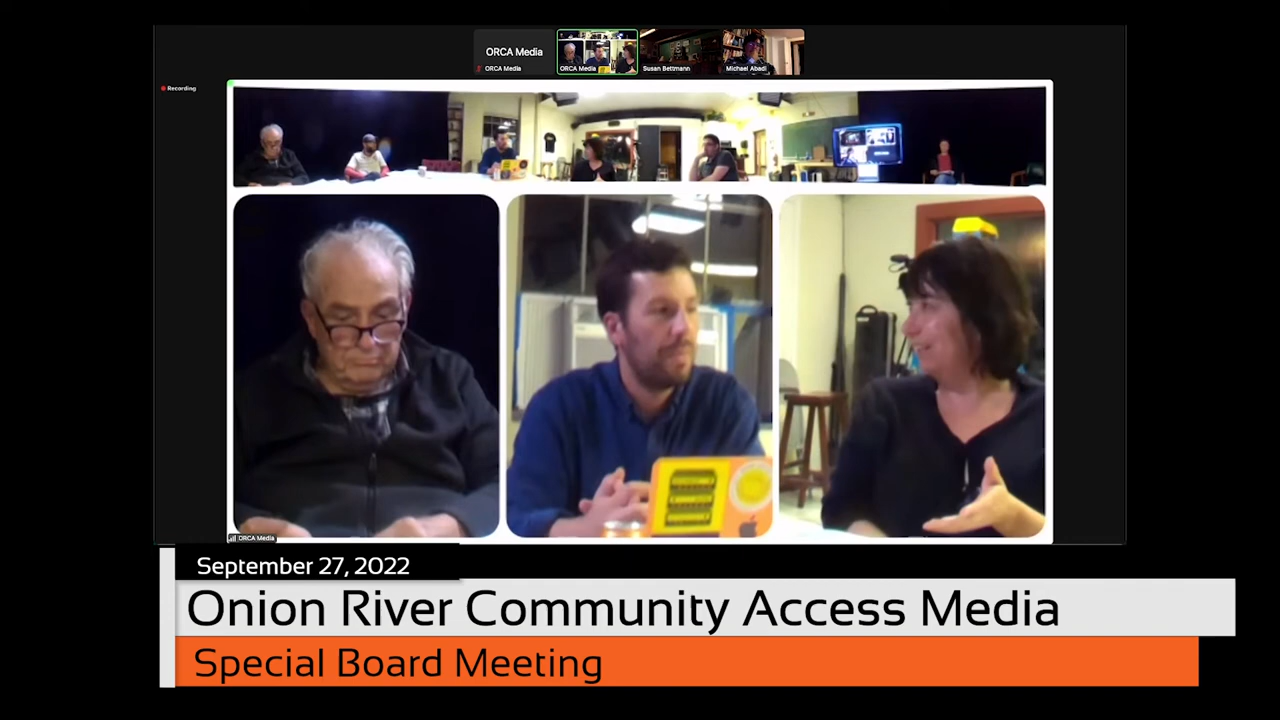 ORCA Media
ORCA Media
ORCA Media
Susan Bettmann
Michael Abadi
Recording
ORCA Media
September 27, 2022
Onion River Community Access Media
Special Board Meeting